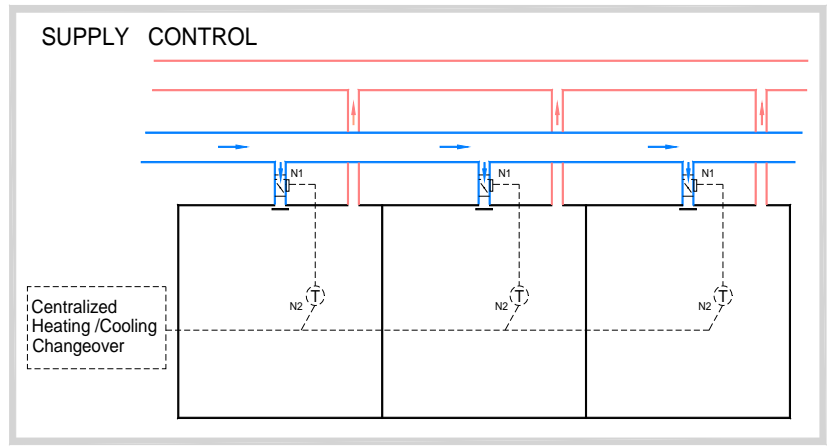 SUPPLY CONTROL
N1
N1
N1
T
T
T
N2
N2
N2
Centralized
Heating /Cooling
Changeover